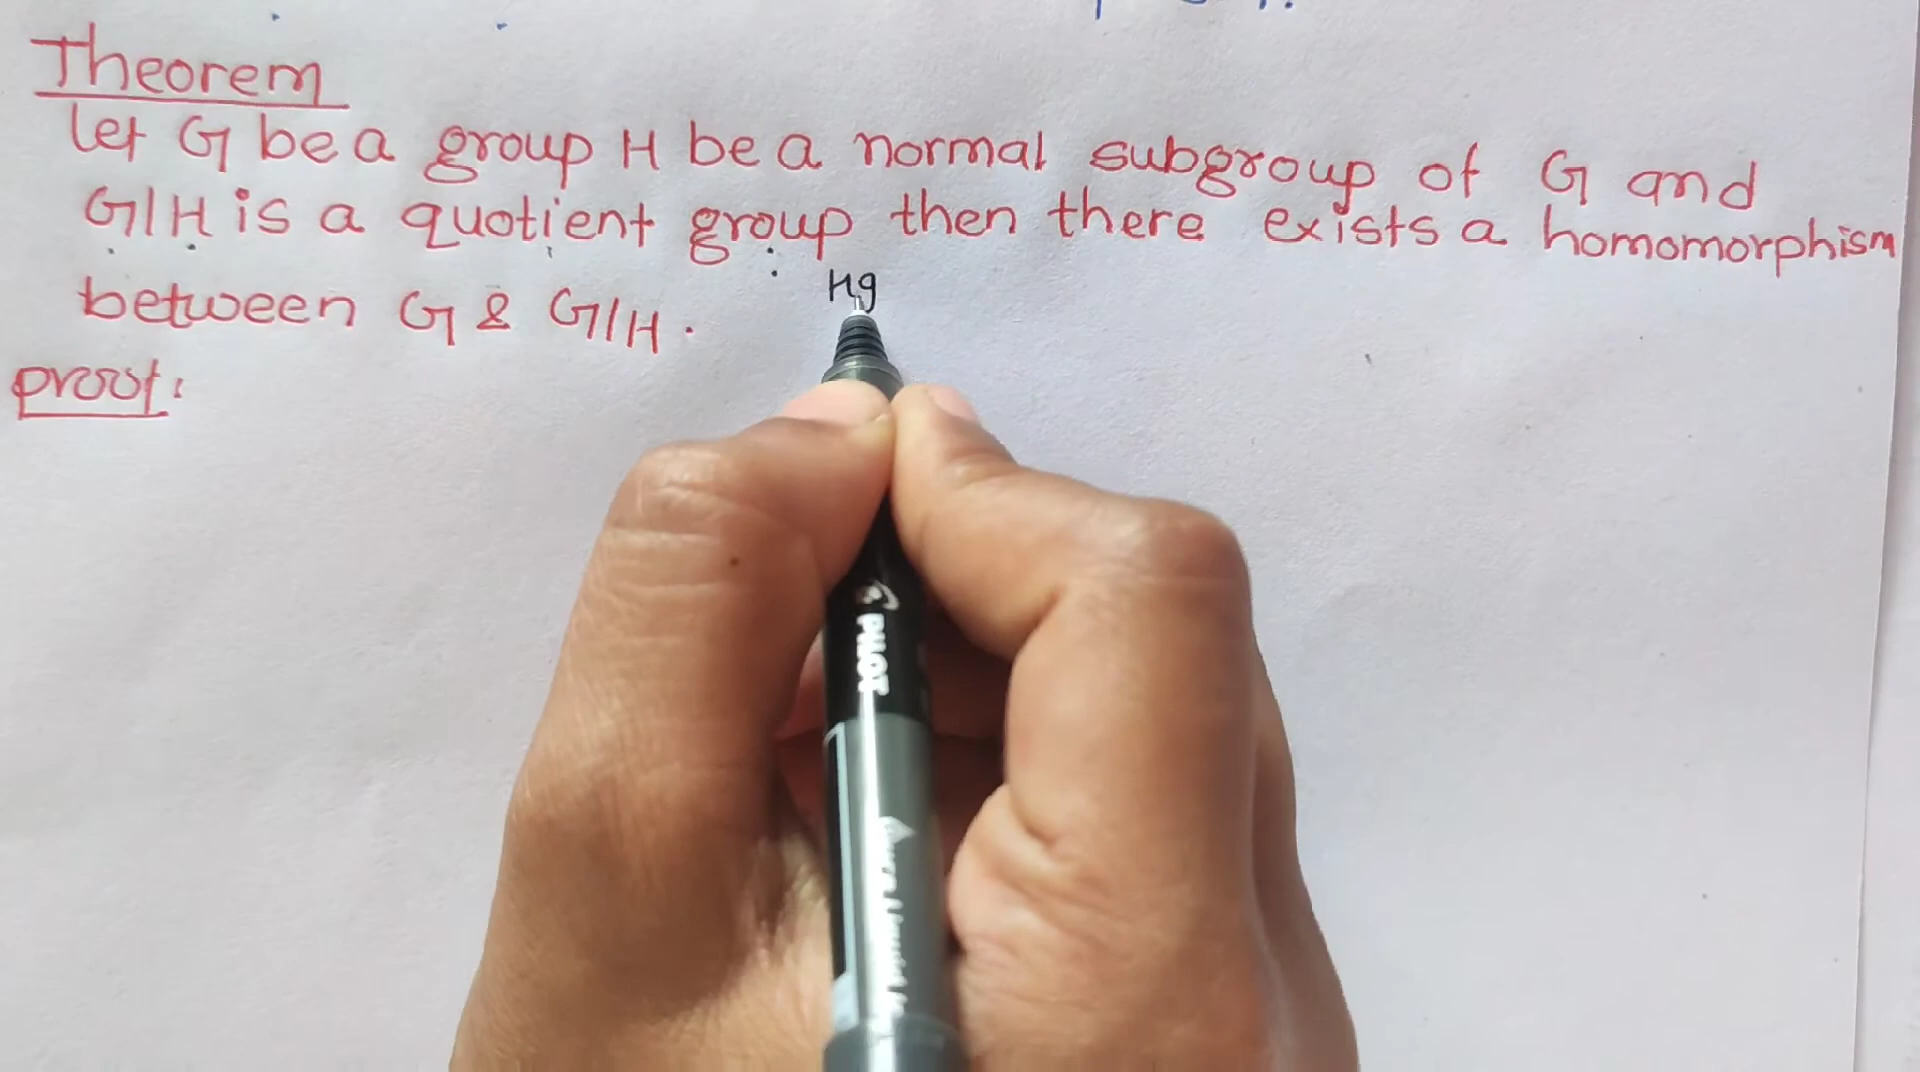 Theorem
let G be a group H be a normal subgroup of G and
G/H is a quotient group then there exists a homomorphism
Hg
between G & G/H.
proof:
PILOT